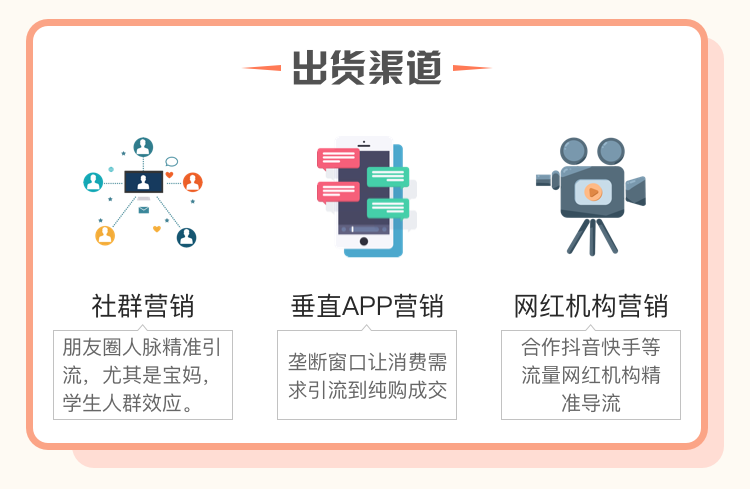 出货渠道
社群营销
朋友圈人脉精准引
流，尤其是宝妈，
学生人群效应。
垂直APP营销
垄断窗口让消费需
求引流到纯购成交
网红机构营销
合作抖音快手等
流量网红机构精
准导流